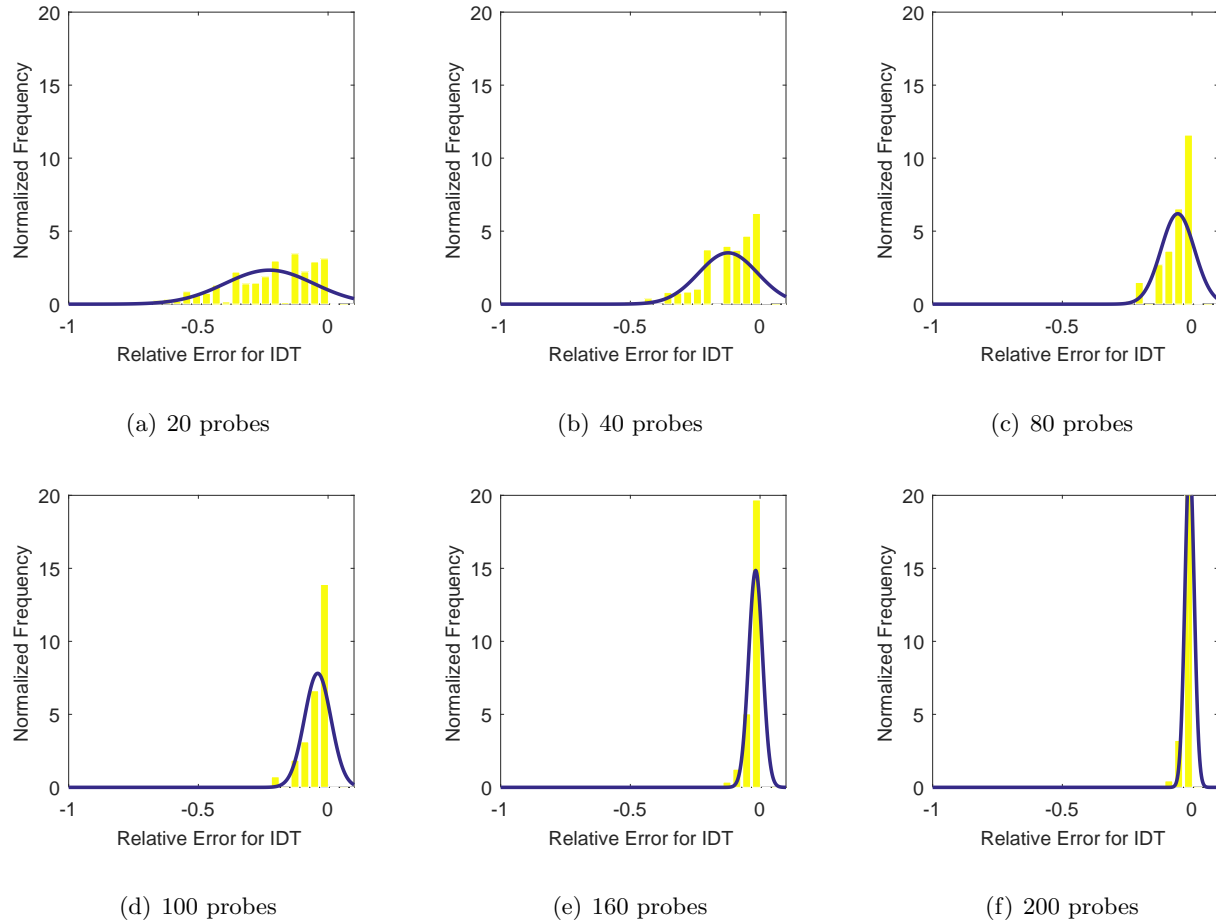 20
15
10
5
0
Normalized Frequency
-1 -0.5 0
Relative Error for IDT
(a) 20 probes
20
15
10
5
0
Normalized Frequency
-1 -0.5 0
Relative Error for IDT
(b) 40 probes
20
15
10
5
0
Normalized Frequency
-1 -0.5 0
Relative Error for IDT
(c) 80 probes
20
15
10
5
0
Normalized Frequency
-1 -0.5 0
Relative Error for IDT
(d) 100 probes
20
15
10
5
0
Normalized Frequency
-1 -0.5 0
Relative Error for IDT
(e) 160 probes
20
15
10
5
0
Normalized Frequency
-1 -0.5 0
Relative Error for IDT
(f) 200 probes